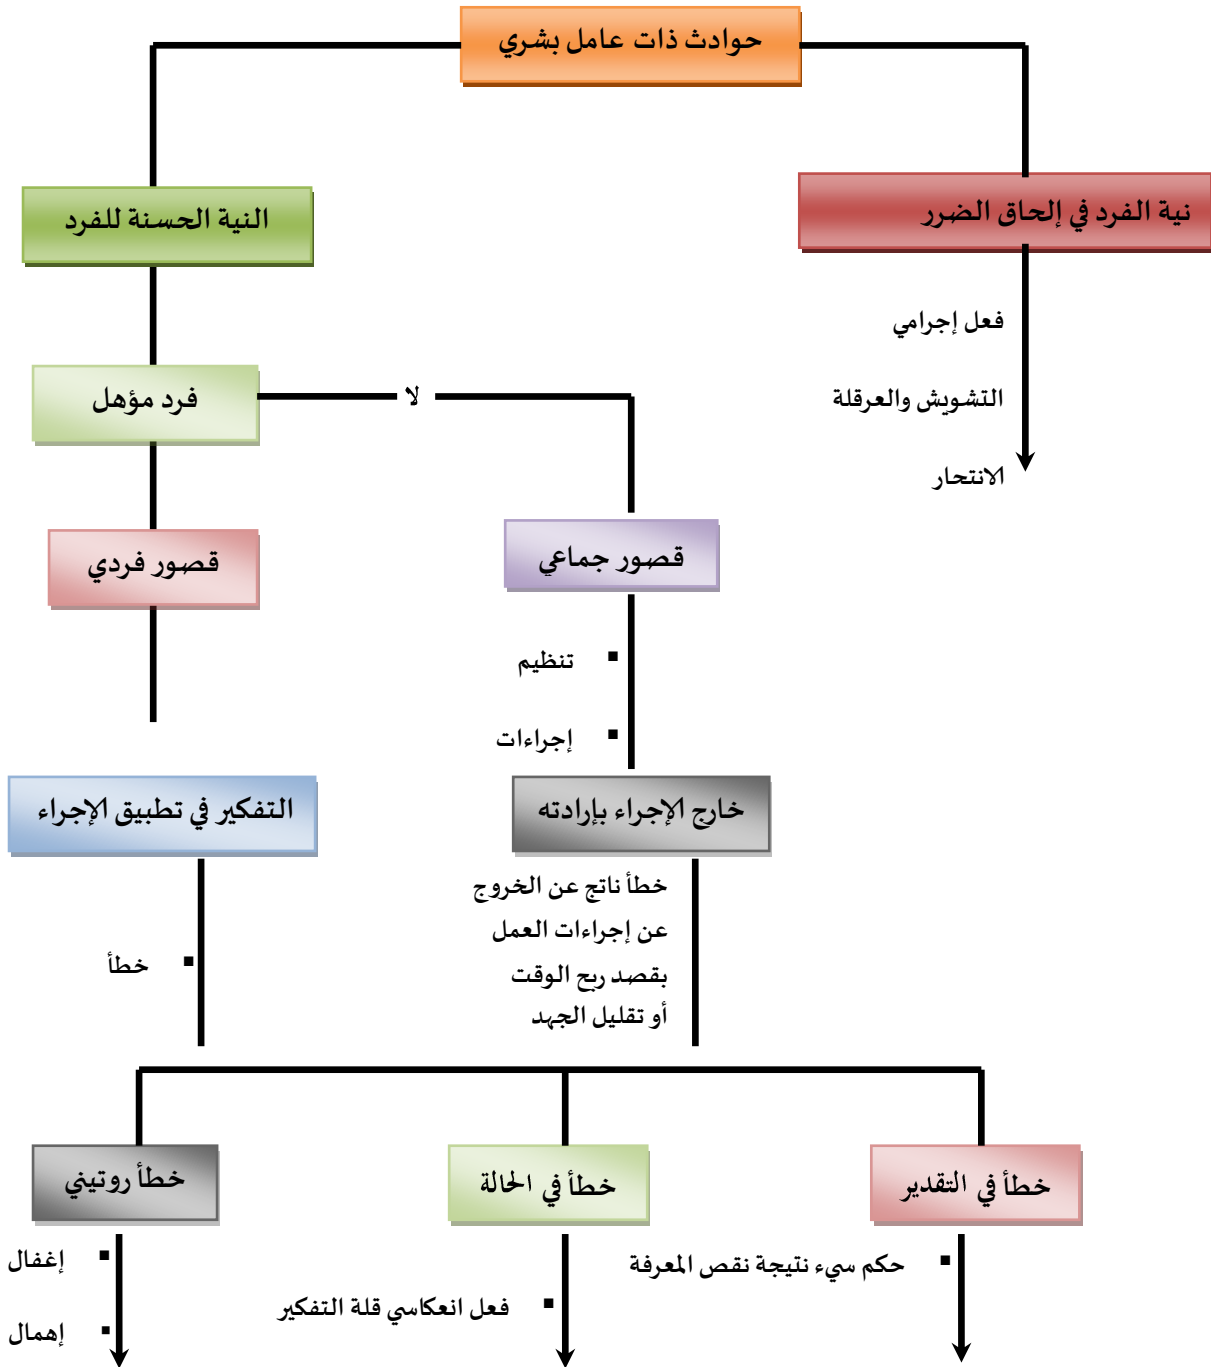 حوادث ذات عامل بشري
نية الفرد في إلحاق الضرر
النية الحسنة للفرد
فعل إجرامي
التشويش والعرقلة
الانتحار
لا
فرد مؤهل
قصور جماعي
قصور فردي
▪ تنظيم
▪ إجراءات
خارج الإجراء بإرادته
التفكير في تطبيق الإجراء
خطأ ناتج عن الخروج
عن إجراءات العمل
بقصد ربح الوقت
أو تقليل الجهد
▪ خطأ
خطأ في التقدير
خطأ في الحالة
خطأ روتيني
▪ حكم سيء نتيجة نقص المعرفة
▪ فعل انعكاسي قلة التفكير
▪ إغفال
▪ إهمال